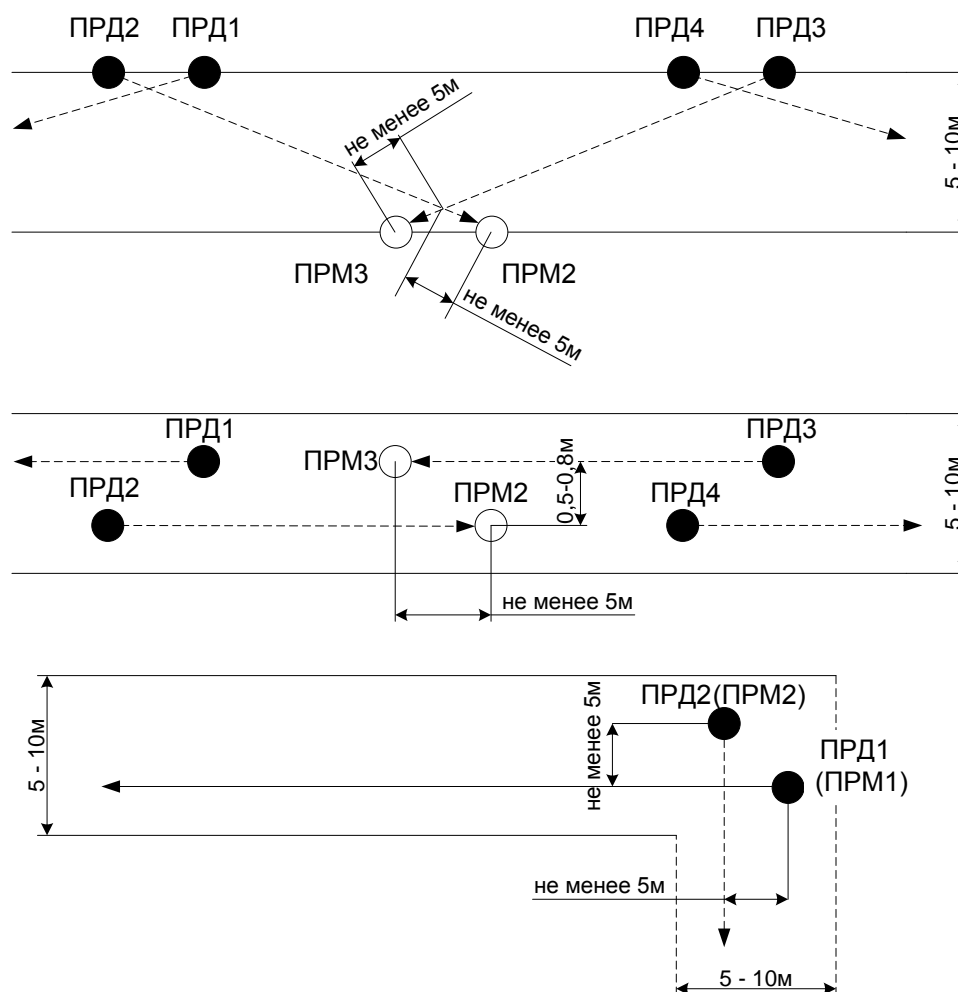 ПРД2
ПРД1
ПРД4
ПРД3
не менее 5м
5 - 10м
ПРМ3
ПРМ2
не менее 5м
ПРД1
ПРД3
ПРМ3
0,5-0,8м
ПРД2
ПРМ2
ПРД4
5 - 10м
не менее 5м
5 - 10м
не менее 5м
ПРД2(ПРМ2)
ПРД1
(ПРМ1)
не менее 5м
5 - 10м